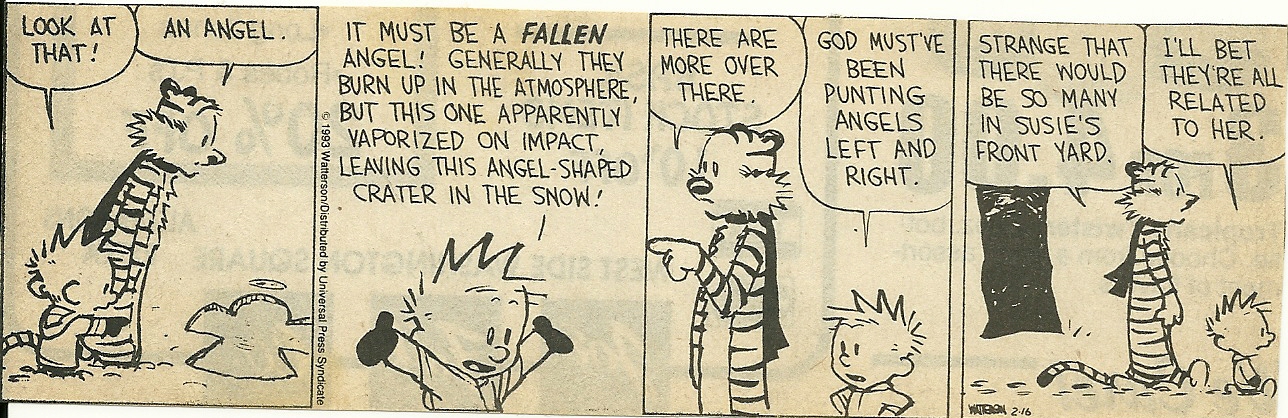 LOOK AT
THAT!
AN ANGEL.
© 1993 Watterson/Distributed by Universal Press Syndicate
IT MUST BE A FALLEN
ANGEL! GENERALLY THEY
BURN UP IN THE ATMOSPHERE,
BUT THIS ONE APPARENTLY
VAPORIZED ON IMPACT,
LEAVING THIS ANGEL-SHAPED
CRATER IN THE SNOW!
THERE ARE
MORE OVER
THERE.
GOD MUST'VE
BEEN
PUNTING
ANGELS
LEFT AND
RIGHT.
STRANGE THAT
THERE WOULD
BE SO MANY
IN SUSIE'S
FRONT YARD.
I'LL BET
THEY'RE ALL
RELATED
TO HER.
WATTERSON 2·16